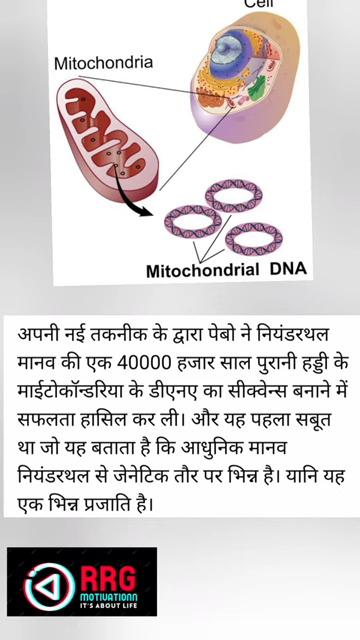 Cell
Mitochondria
Mitochondrial DNA
अपनी नई तकनीक के द्वारा पेबो ने नियंडरथल
मानव की एक 40000 हजार साल पुरानी हड्डी के
माईटोकॉन्डरिया के डीएनए का सीक्वेन्स बनाने में
सफलता हासिल कर ली। और यह पहला सबूत
था जो यह बताता है कि आधुनिक मानव
नियंडरथल से जेनेटिक तौर पर भिन्न है। यानि यह
एक भिन्न प्रजाति है।
RRG
MOTIVATIONN
IT'S ABOUT LIFE